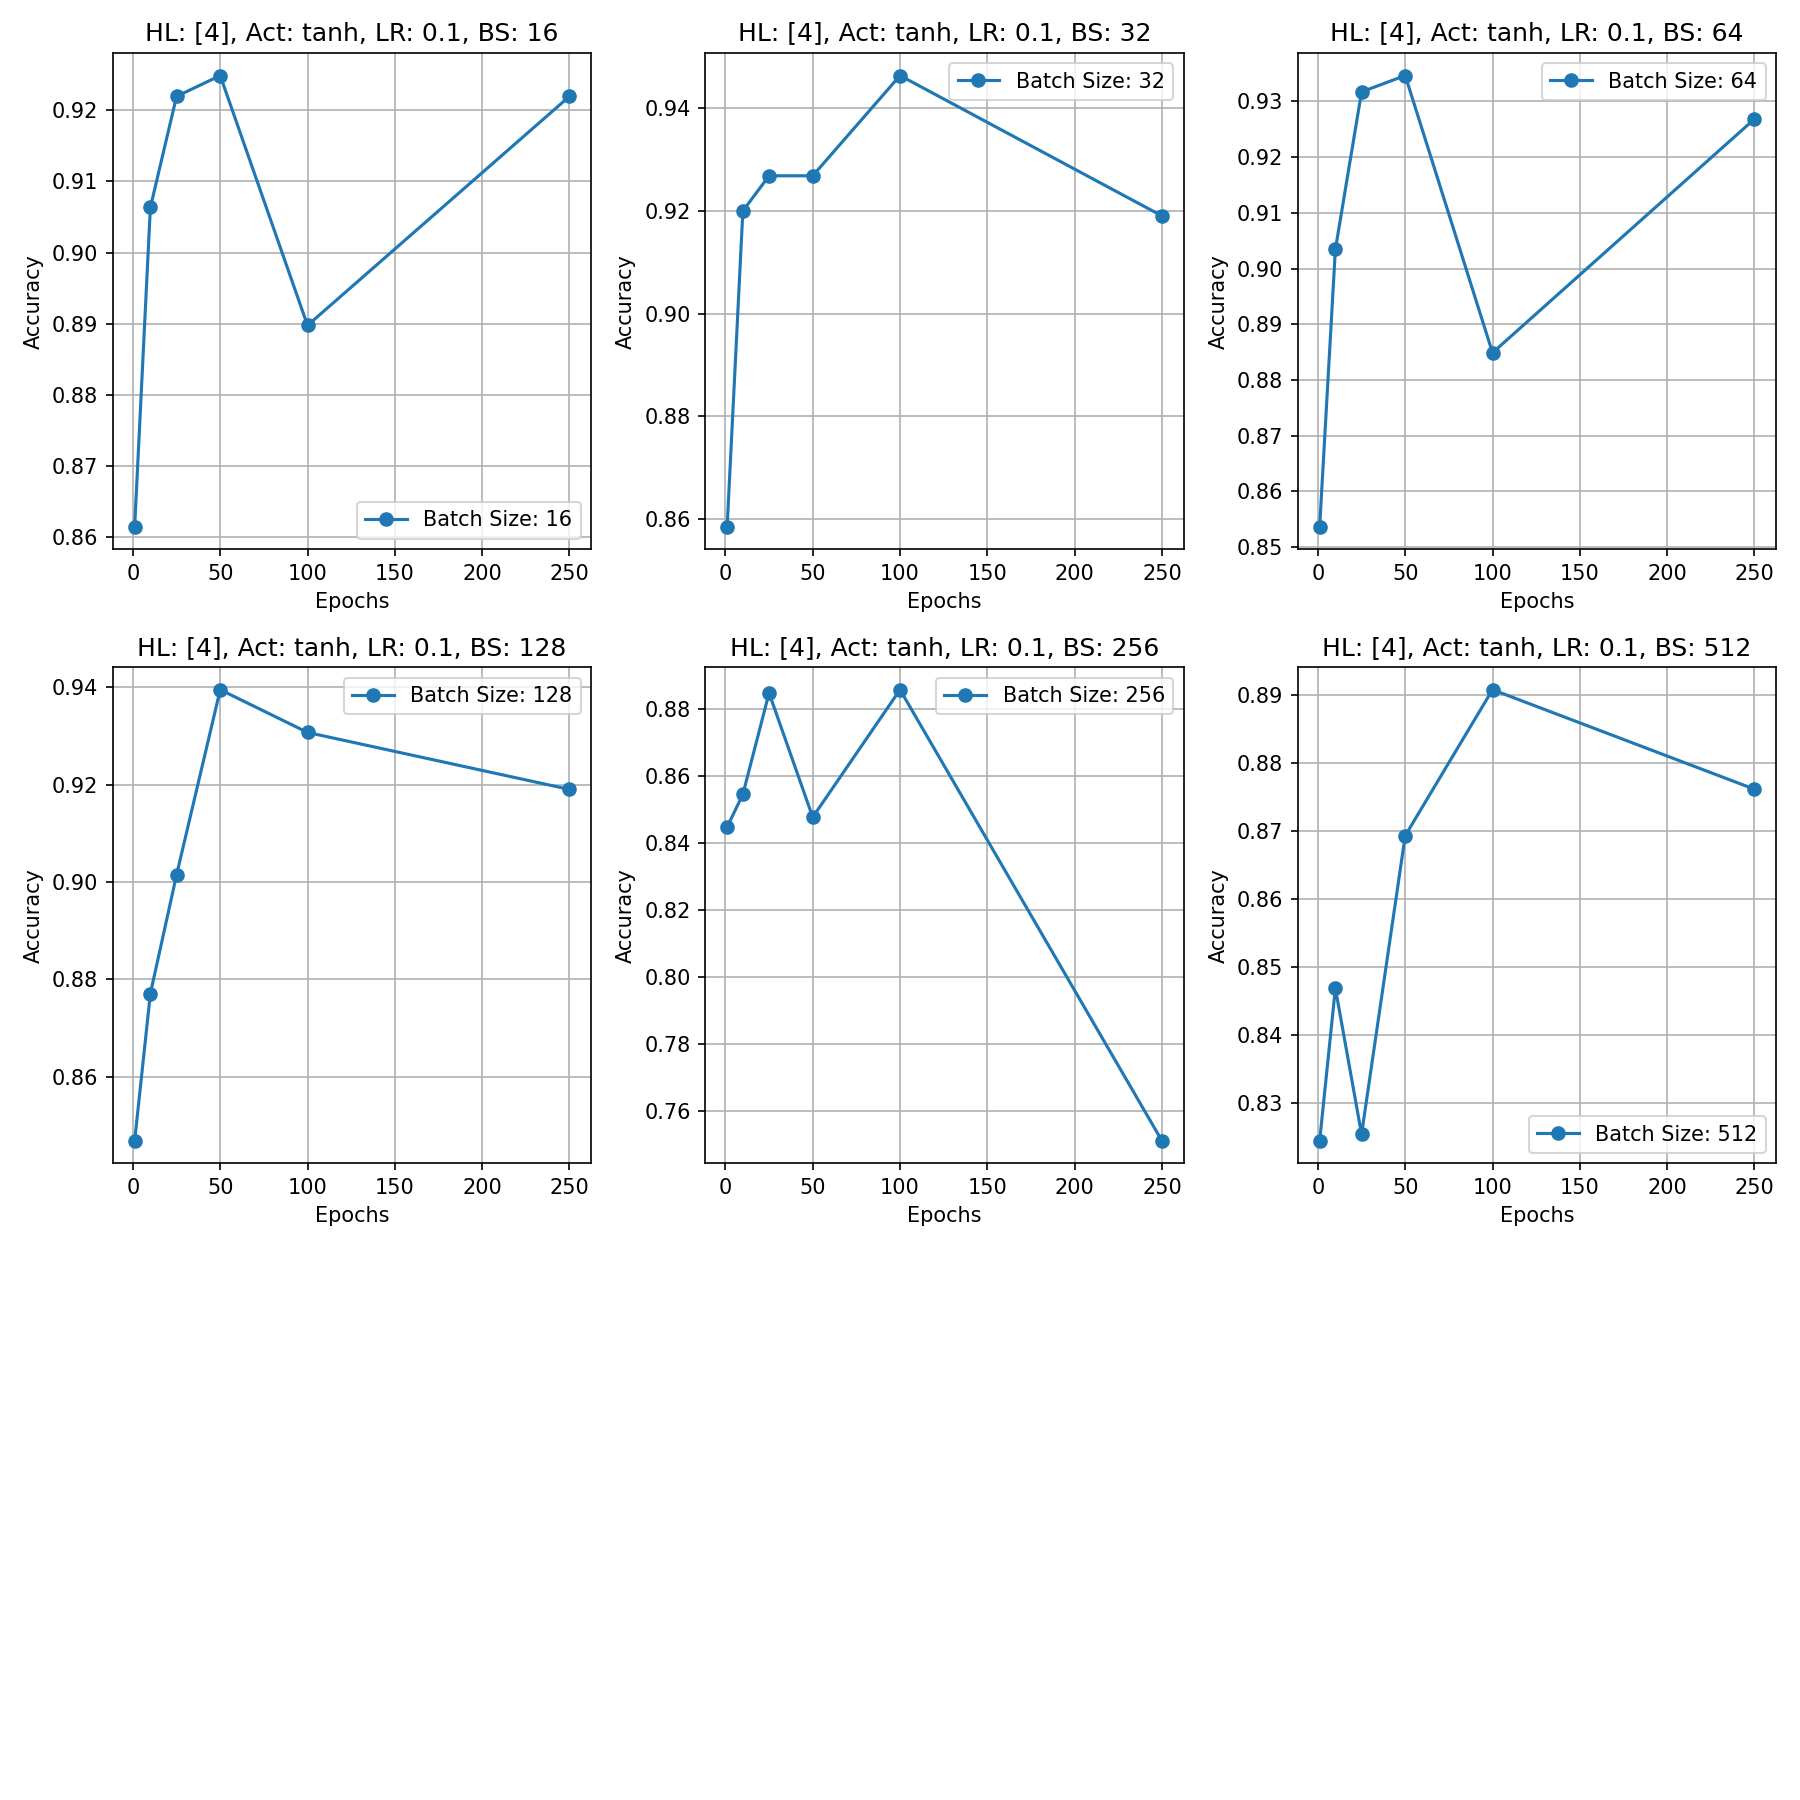 HL: [4], Act: tanh, LR: 0.1, BS: 16
Accuracy
0.92
0.91
0.90
0.89
0.88
0.87
0.86
Batch Size: 16
0 50 100 150 200 250
Epochs
HL: [4], Act: tanh, LR: 0.1, BS: 32
Accuracy
0.94
0.92
0.90
0.88
0.86
Batch Size: 32
0 50 100 150 200 250
Epochs
HL: [4], Act: tanh, LR: 0.1, BS: 64
Accuracy
0.93
0.92
0.91
0.90
0.89
0.88
0.87
0.86
0.85
Batch Size: 64
0 50 100 150 200 250
Epochs
HL: [4], Act: tanh, LR: 0.1, BS: 128
Accuracy
0.94
0.92
0.90
0.88
0.86
Batch Size: 128
0 50 100 150 200 250
Epochs
HL: [4], Act: tanh, LR: 0.1, BS: 256
Accuracy
0.88
0.86
0.84
0.82
0.80
0.78
0.76
Batch Size: 256
0 50 100 150 200 250
Epochs
HL: [4], Act: tanh, LR: 0.1, BS: 512
Accuracy
0.89
0.88
0.87
0.86
0.85
0.84
0.83
Batch Size: 512
0 50 100 150 200 250
Epochs